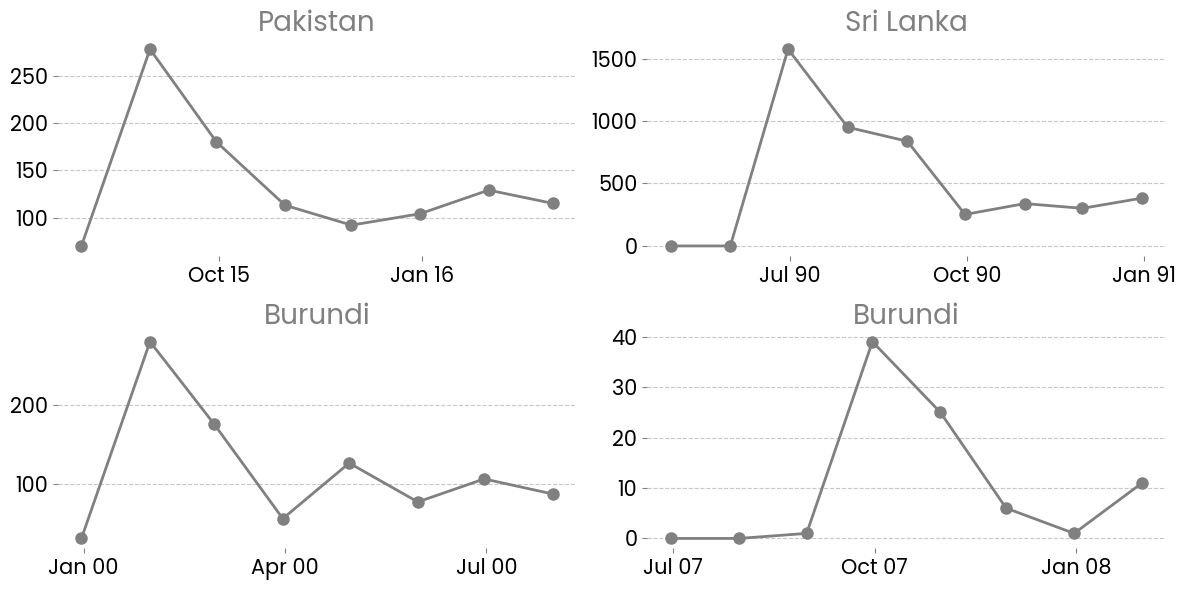 Pakistan
250
200
150
100
Oct 15 Jan 16
Sri Lanka
1500
1000
500
0
Jul 90 Oct 90 Jan 91
Burundi
200
100
Jan 00 Apr 00 Jul 00
Burundi
40
30
20
10
0
Jul 07 Oct 07 Jan 08